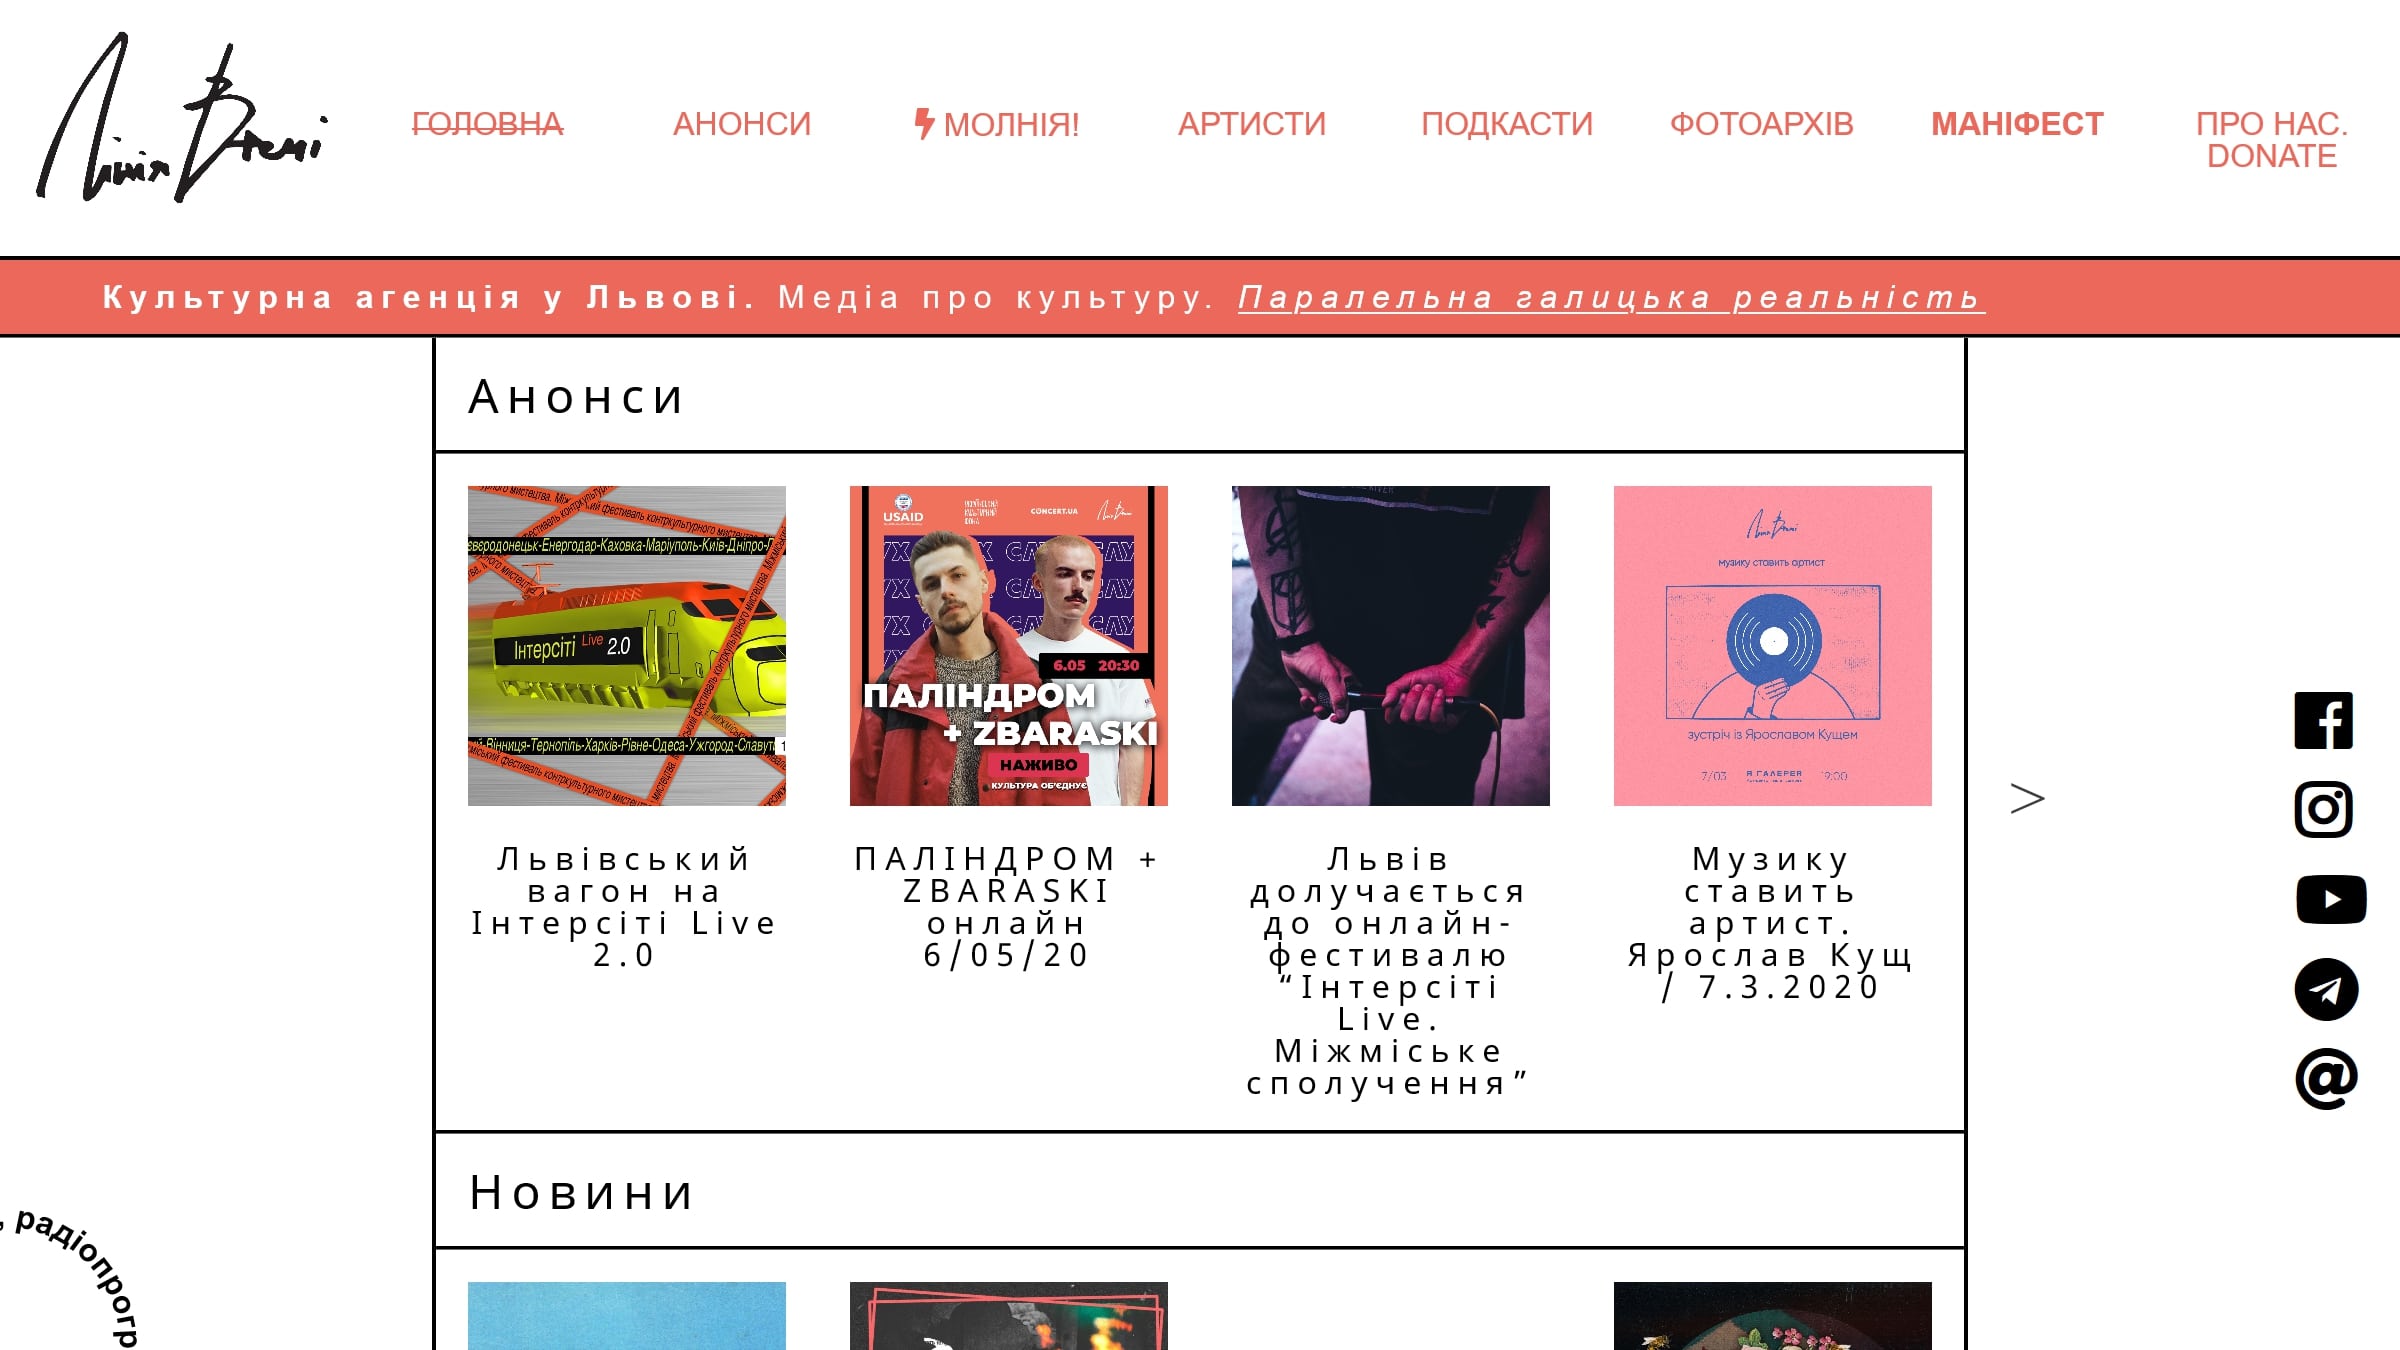 Лінія Втечі
ГОЛОВНА
АНОНСИ
МОЛНІЯ!
АРТИСТИ
ПОДКАСТИ
ФОТОАРХІВ
МАНІФЕСТ
ПРО НАС.
DONATE
Культурна агенція у Львові. Медіа про культуру. Паралельна галицька реальність
Анонси
Інтерсіті Live 2.0
євєродонецьк-Енергодар-Каховка-Маріуполь-Київ-Дніпро-Л
Вінниця-Тернопіль-Харків-Рівне-Одеса-Ужгород-Славут
USAID
CONCERT.UA
6.05 20:30
ПАЛІНДРОМ
+ ZBARASKI
НАЖИВО
КУЛЬТУРА ОБ'ЄДНУЄ
музику ставить артист
зустріч із Ярославом Кущем
7/03 Я ГАЛЕРЕЯ 19:00
Львівський
вагон на
Інтерсіті Live
2.0
ПАЛІНДРОМ +
ZBARASKI
онлайн
6/05/20
Львів
долучається
до онлайн-
фестивалю
“Інтерсіті
Live.
Міжміське
сполучення”
Музику
ставить
артист.
Ярослав Кущ
/ 7.3.2020
>
Новини
, радіопрогр